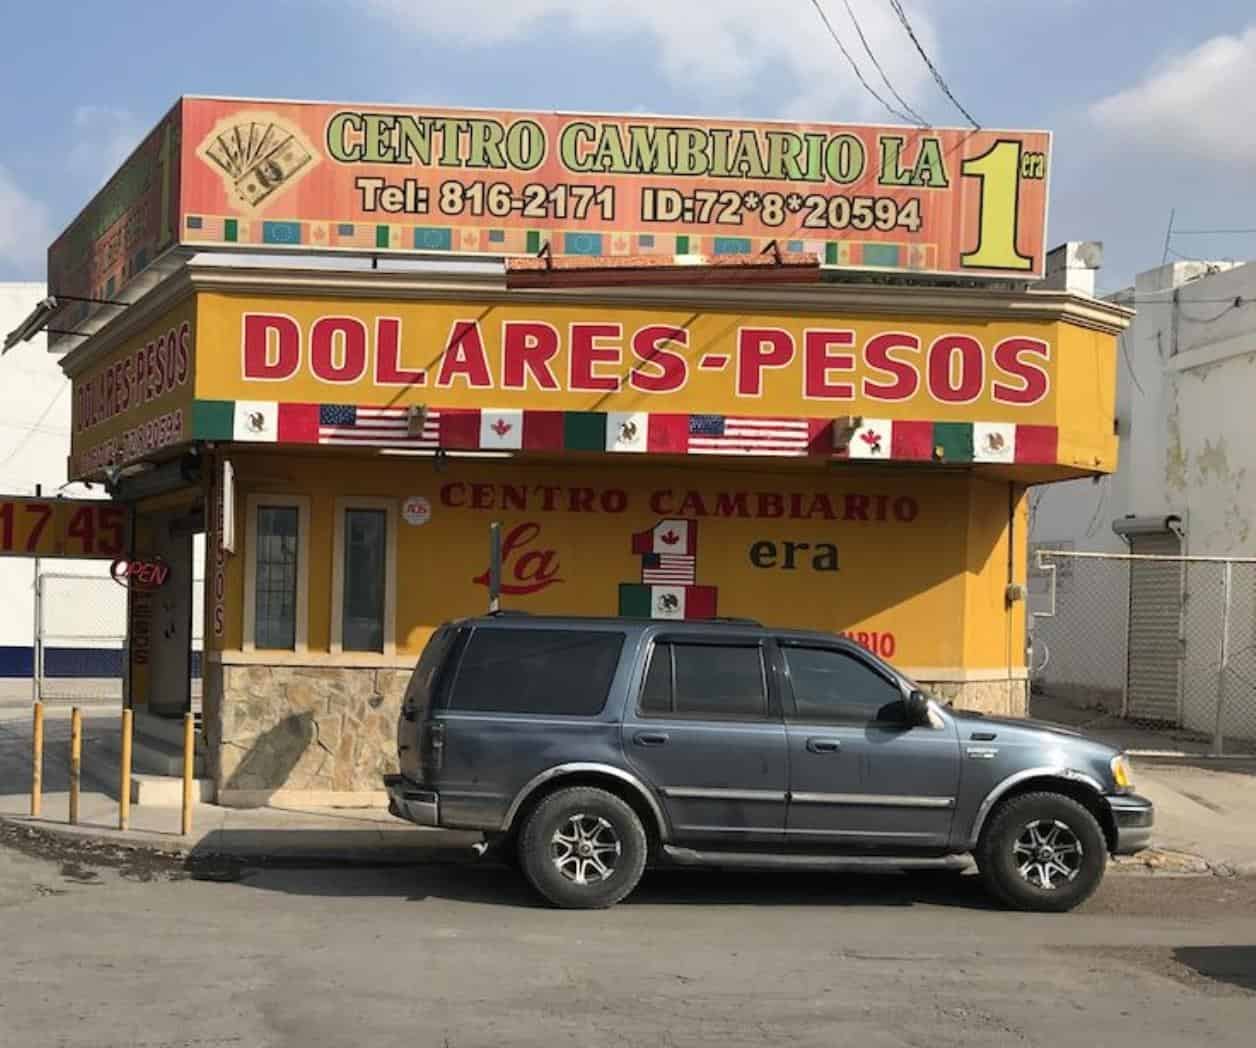 CENTRO CAMBIARIO LA 1era
Tel: 816-2171 ID:72*8*20594
DOLARES-PESOS
DOLARES-PESOS
17.45
OPEN
CENTRO CAMBIARIO
La 1 era